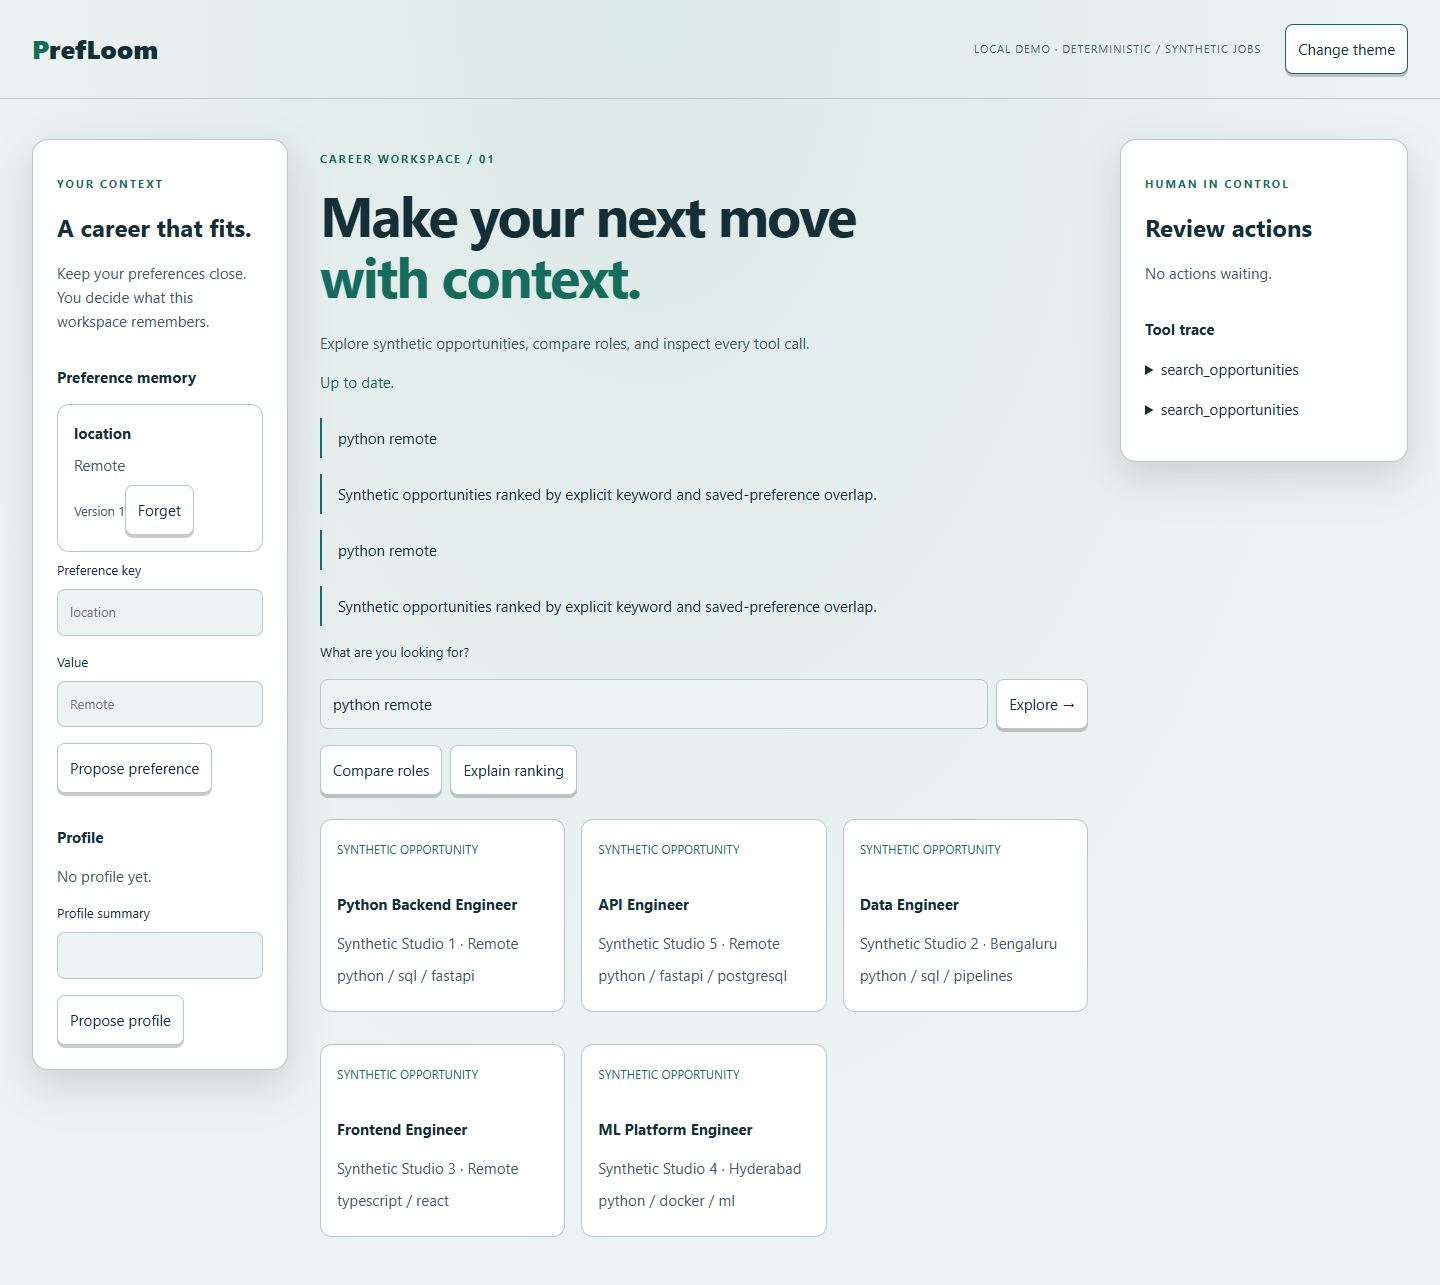 PrefLoom
LOCAL DEMO · DETERMINISTIC / SYNTHETIC JOBS
Change theme
YOUR CONTEXT
A career that fits.
Keep your preferences close.
You decide what this
workspace remembers.
Preference memory
location
Remote
Version 1
Forget
Preference key
location
Value
Remote
Propose preference
Profile
No profile yet.
Profile summary
Propose profile
CAREER WORKSPACE / 01
Make your next move
with context.
Explore synthetic opportunities, compare roles, and inspect every tool call.
Up to date.
python remote
Synthetic opportunities ranked by explicit keyword and saved-preference overlap.
python remote
Synthetic opportunities ranked by explicit keyword and saved-preference overlap.
What are you looking for?
python remote
Explore →
Compare roles
Explain ranking
SYNTHETIC OPPORTUNITY
Python Backend Engineer
Synthetic Studio 1 · Remote
python / sql / fastapi
SYNTHETIC OPPORTUNITY
API Engineer
Synthetic Studio 5 · Remote
python / fastapi / postgresql
SYNTHETIC OPPORTUNITY
Data Engineer
Synthetic Studio 2 · Bengaluru
python / sql / pipelines
SYNTHETIC OPPORTUNITY
Frontend Engineer
Synthetic Studio 3 · Remote
typescript / react
SYNTHETIC OPPORTUNITY
ML Platform Engineer
Synthetic Studio 4 · Hyderabad
python / docker / ml
HUMAN IN CONTROL
Review actions
No actions waiting.
Tool trace
▶ search_opportunities
▶ search_opportunities